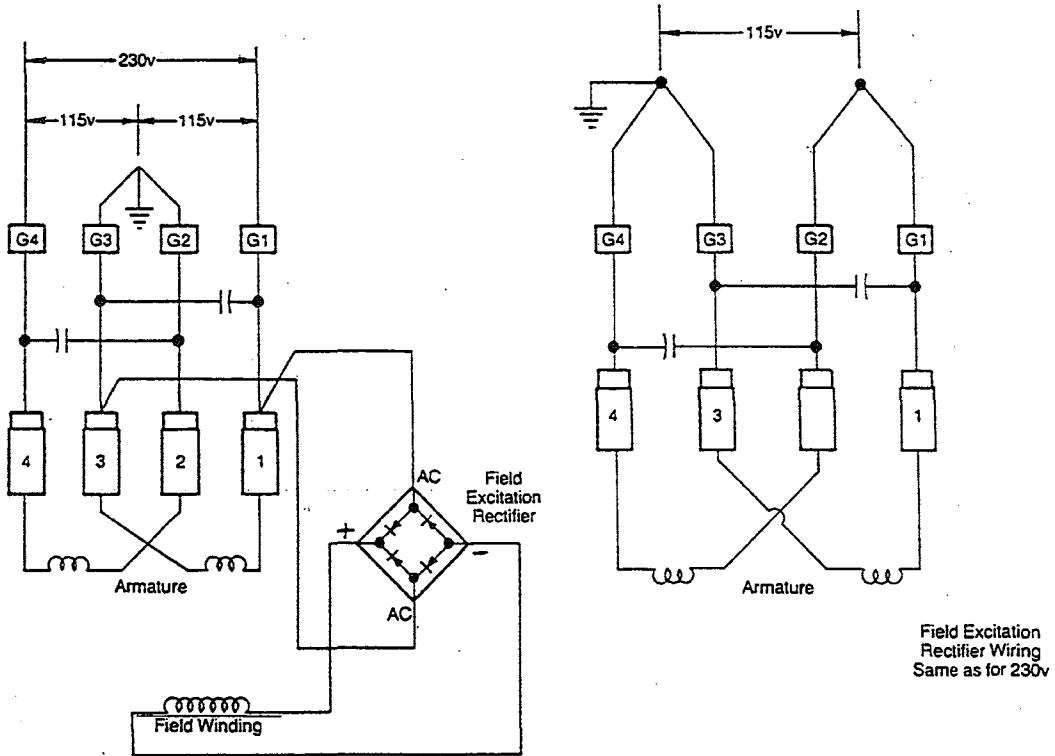 230v
115v
115v
G4
G3
G2
G1
4
3
2
1
AC
Field
Excitation
Rectifier
+
-
AC
Armature
Field Winding
115v
G4
G3
G2
G1
4
3
1
Armature
Field Excitation
Rectifier Wiring
Same as for 230v